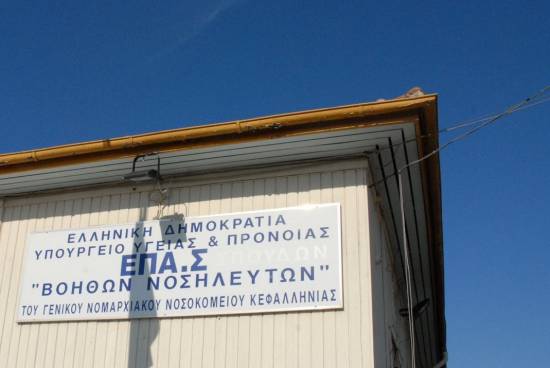 ΕΛΛΗΝΙΚΗ ΔΗΜΟΚΡΑΤΙΑ
ΥΠΟΥΡΓΕΙΟ ΥΓΕΙΑΣ & ΠΡΟΝΟΙΑΣ
ΕΠΑ.Σ
"ΒΟΗΘΩΝ ΝΟΣΗΛΕΥΤΩΝ"
ΤΟΥ ΓΕΝΙΚΟΥ ΝΟΜΑΡΧΙΑΚΟΥ ΝΟΣΟΚΟΜΕΙΟΥ ΚΕΦΑΛΛΗΝΙΑΣ